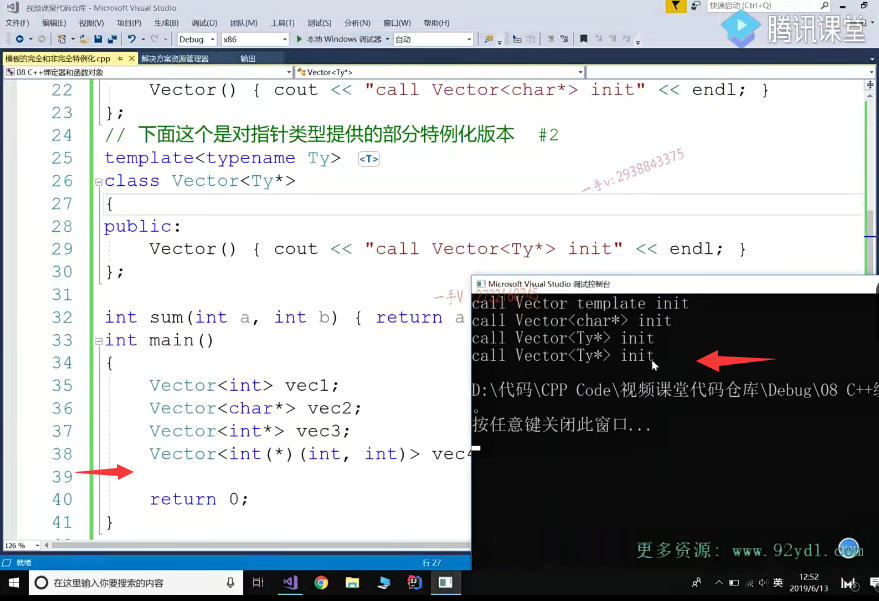 视频课堂代码仓库 - Microsoft Visual Studio
快速启动 (Ctrl+Q)
文件(F) 编辑(E) 视图(V) 项目(P) 生成(B) 调试(D) 团队(M) 工具(T) 测试(S) 分析(N) 窗口(W) 帮助(H)
腾讯课堂
Debug x86 本地 Windows 调试器 自动
模板的完全和非完全特例化.cpp 解决方案资源管理器 输出
08 C++绑定器和函数对象 Vector<Ty*>
22 Vector() { cout << "call Vector<char*> init" << endl; }
23 };
24 // 下面这个是对指针类型提供的部分特例化版本 #2
25 template<typename Ty> <T>
26 class Vector<Ty*>
一手v:2938843375
27 {
28 public:
29 Vector() { cout << "call Vector<Ty*> init" << endl; }
30 };
31
一手V
32 int sum(int a, int b) { return a
33 int main()
34 {
35 Vector<int> vec1;
36 Vector<char*> vec2;
37 Vector<int*> vec3;
38 Vector<int(*)(int, int)> vec4
39
40 return 0;
41 }
Microsoft Visual Studio 调试控制台
call Vector template init
call Vector<char*> init
call Vector<Ty*> init
call Vector<Ty*> init
D:\代码\CPP Code\视频课堂代码仓库\Debug\08 C++
。
按任意键关闭此窗口...
更多资源: www.92ydl.com
126 %
就绪 行 27
在这里输入你要搜索的内容
英
12:52
2019/6/13